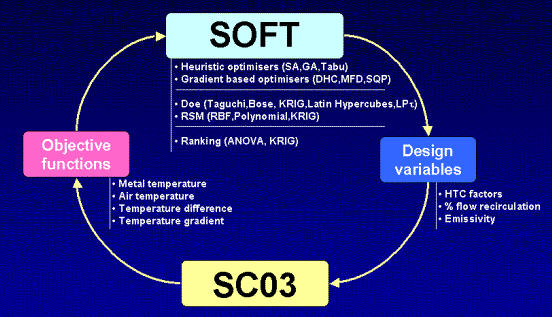 SOFT
• Heuristic optimisers (SA,GA,Tabu)
• Gradient based optimisers (DHC,MFD,SQP)
• Doe (Taguchi,Bose, KRIG,Latin Hypercubes,LPτ)
• RSM (RBF,Polynomial,KRIG)
• Ranking (ANOVA, KRIG)
Objective
functions
• Metal temperature
• Air temperature
• Temperature difference
• Temperature gradient
Design
variables
• HTC factors
• % flow recirculation
• Emissivity
SC03